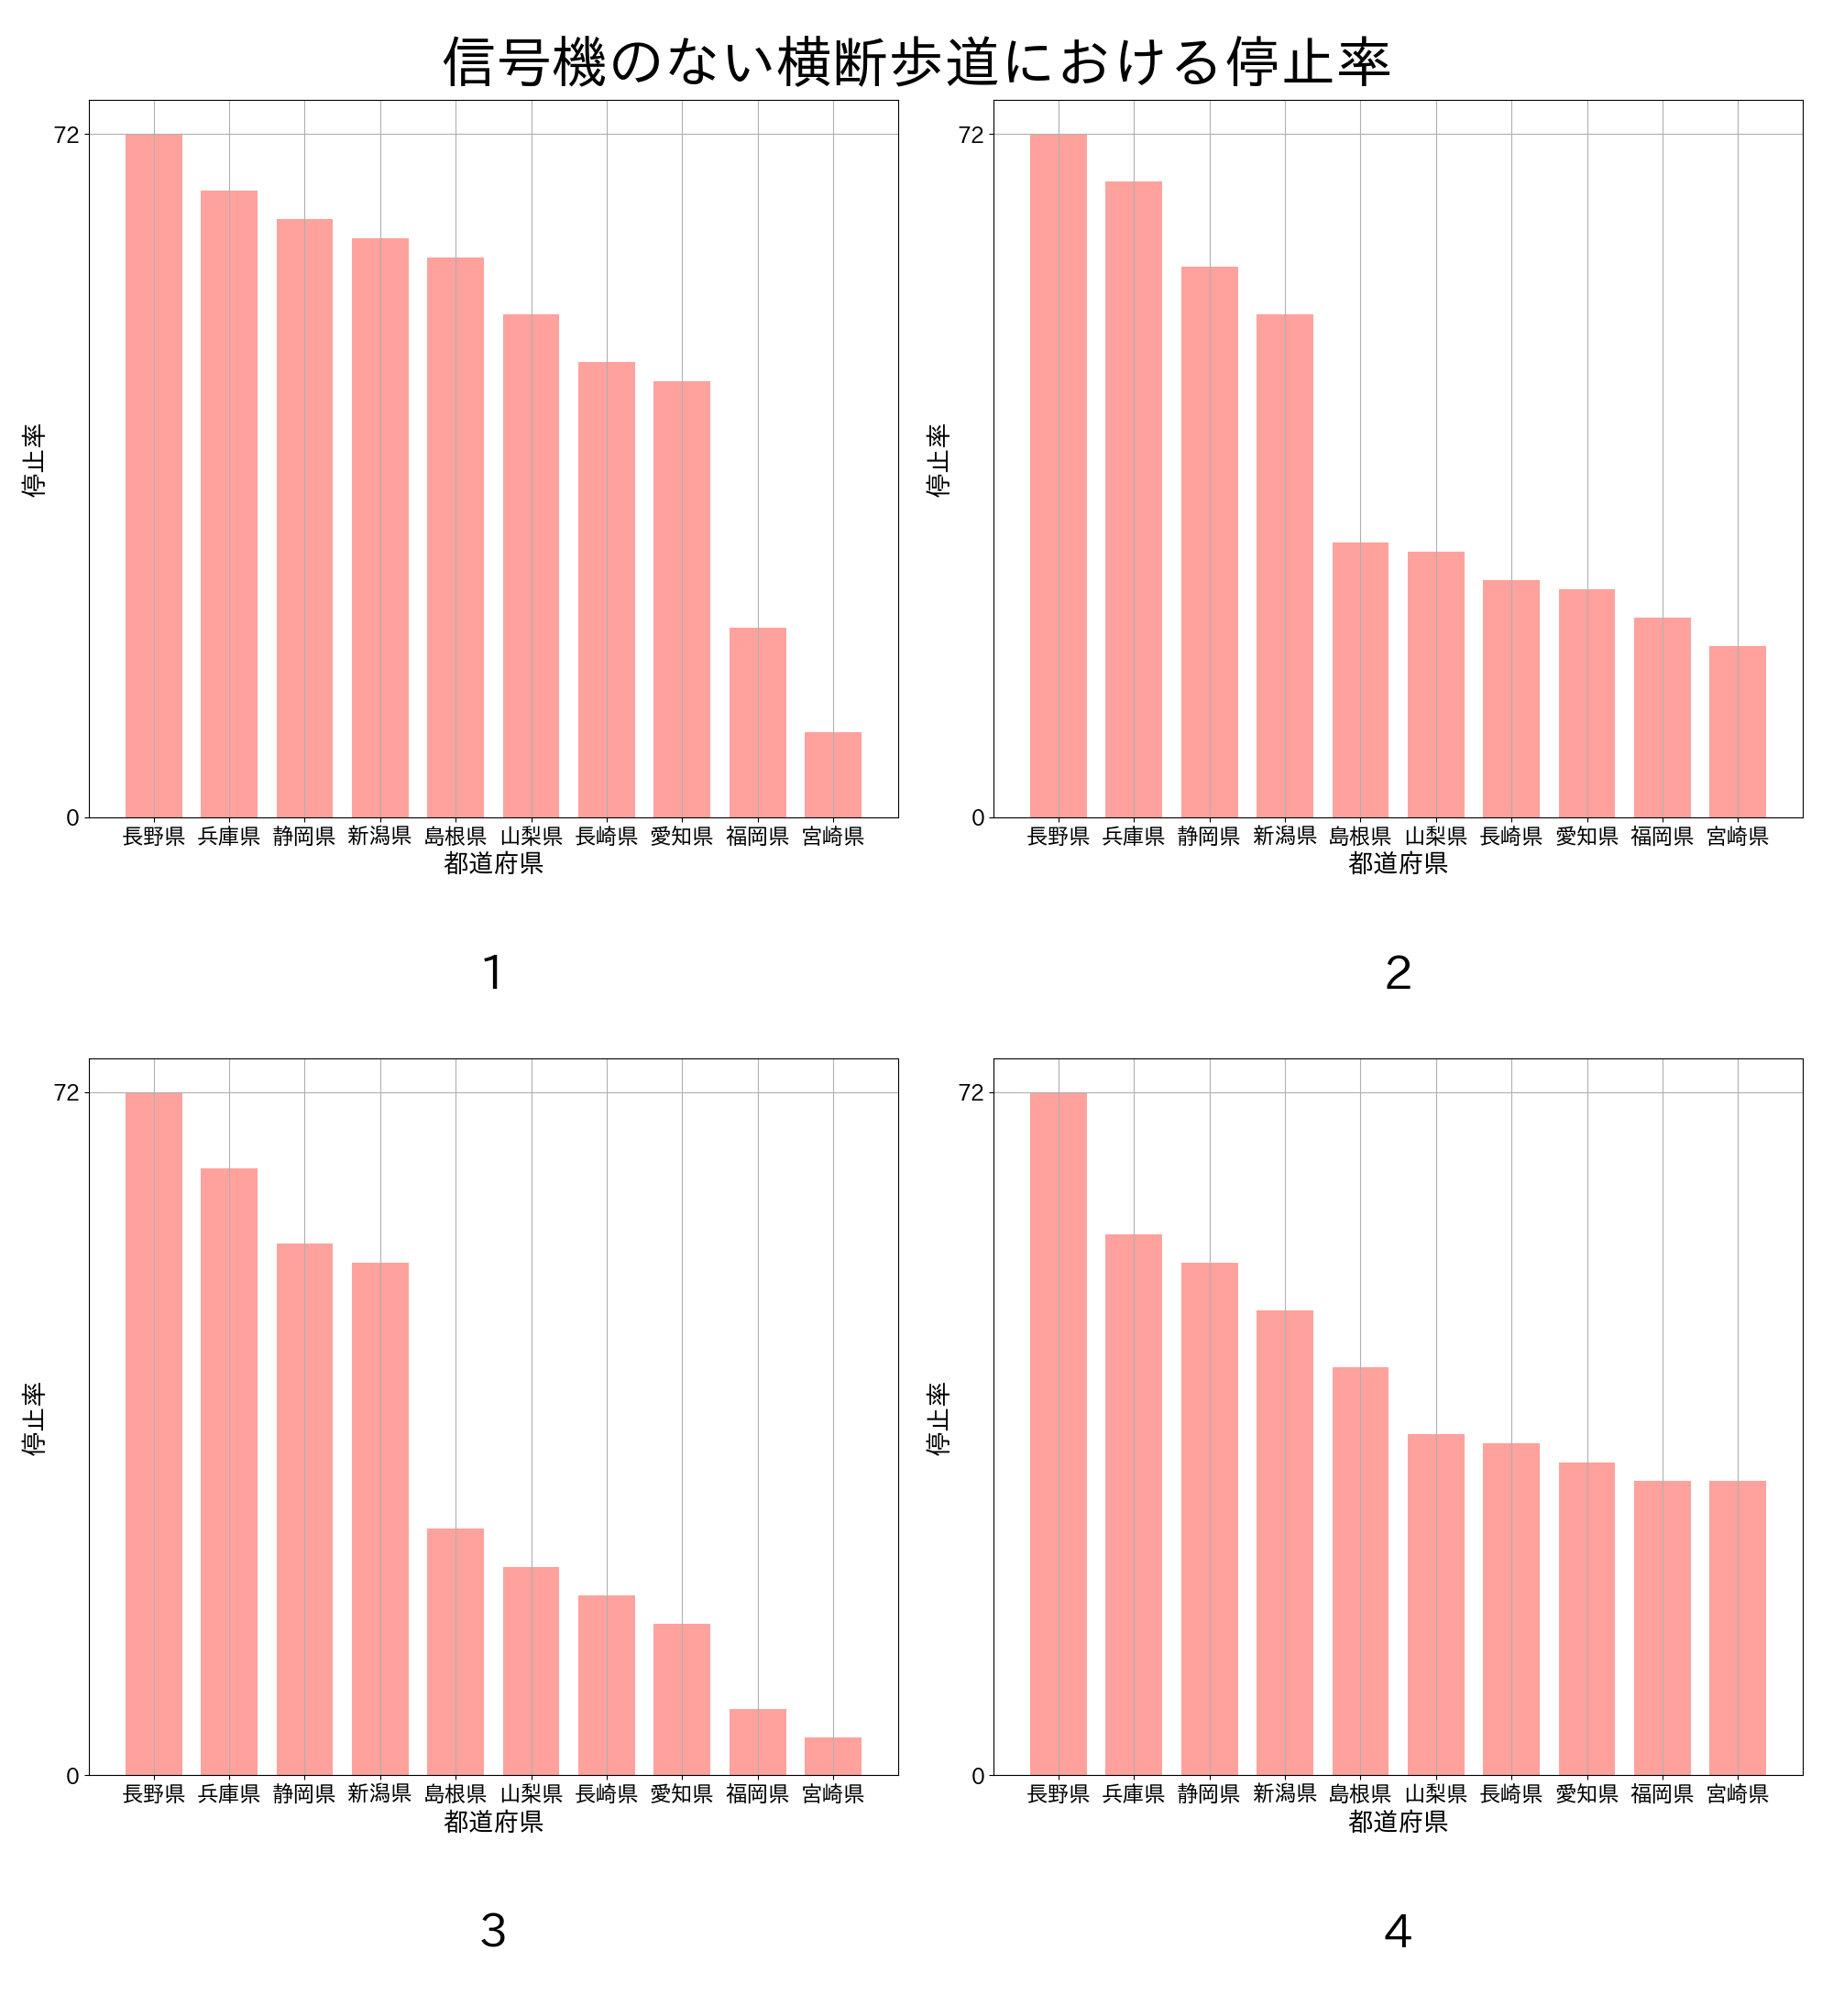 信号機のない横断歩道における停止率
72
0
停止率
長野県 兵庫県 静岡県 新潟県 島根県 山梨県 長崎県 愛知県 福岡県 宮崎県
都道府県
1
72
0
停止率
長野県 兵庫県 静岡県 新潟県 島根県 山梨県 長崎県 愛知県 福岡県 宮崎県
都道府県
2
72
0
停止率
長野県 兵庫県 静岡県 新潟県 島根県 山梨県 長崎県 愛知県 福岡県 宮崎県
都道府県
3
72
0
停止率
長野県 兵庫県 静岡県 新潟県 島根県 山梨県 長崎県 愛知県 福岡県 宮崎県
都道府県
4